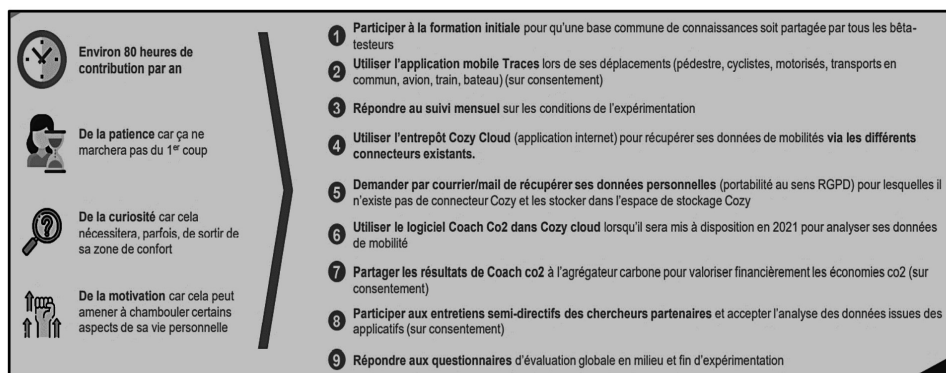 Environ 80 heures de
contribution par an
De la patience car ça ne
marchera pas du 1er coup
De la curiosité car cela
nécessitera, parfois, de sortir de
sa zone de confort
De la motivation car cela peut
amener à chambouler certains
aspects de sa vie personnelle
1 Participer à la formation initiale pour qu'une base commune de connaissances soit partagée par tous les bêta-
testeurs
2 Utiliser l'application mobile Traces lors de ses déplacements (pédestre, cyclistes, motorisés, transports en
commun, avion, train, bateau) (sur consentement)
3 Répondre au suivi mensuel sur les conditions de l'expérimentation
4 Utiliser l'entrepôt Cozy Cloud (application internet) pour récupérer ses données de mobilités via les différents
connecteurs existants.
5 Demander par courrier/mail de récupérer ses données personnelles (portabilité au sens RGPD) pour lesquelles il
n'existe pas de connecteur Cozy et les stocker dans l'espace de stockage Cozy
6 Utiliser le logiciel Coach Co2 dans Cozy cloud lorsqu'il sera mis à disposition en 2021 pour analyser ses données
de mobilité
7 Partager les résultats de Coach co2 à l'agrégateur carbone pour valoriser financièrement les économies co2 (sur
consentement)
8 Participer aux entretiens semi-directifs des chercheurs partenaires et accepter l'analyse des données issues des
applicatifs (sur consentement)
9 Répondre aux questionnaires d'évaluation globale en milieu et fin d'expérimentation